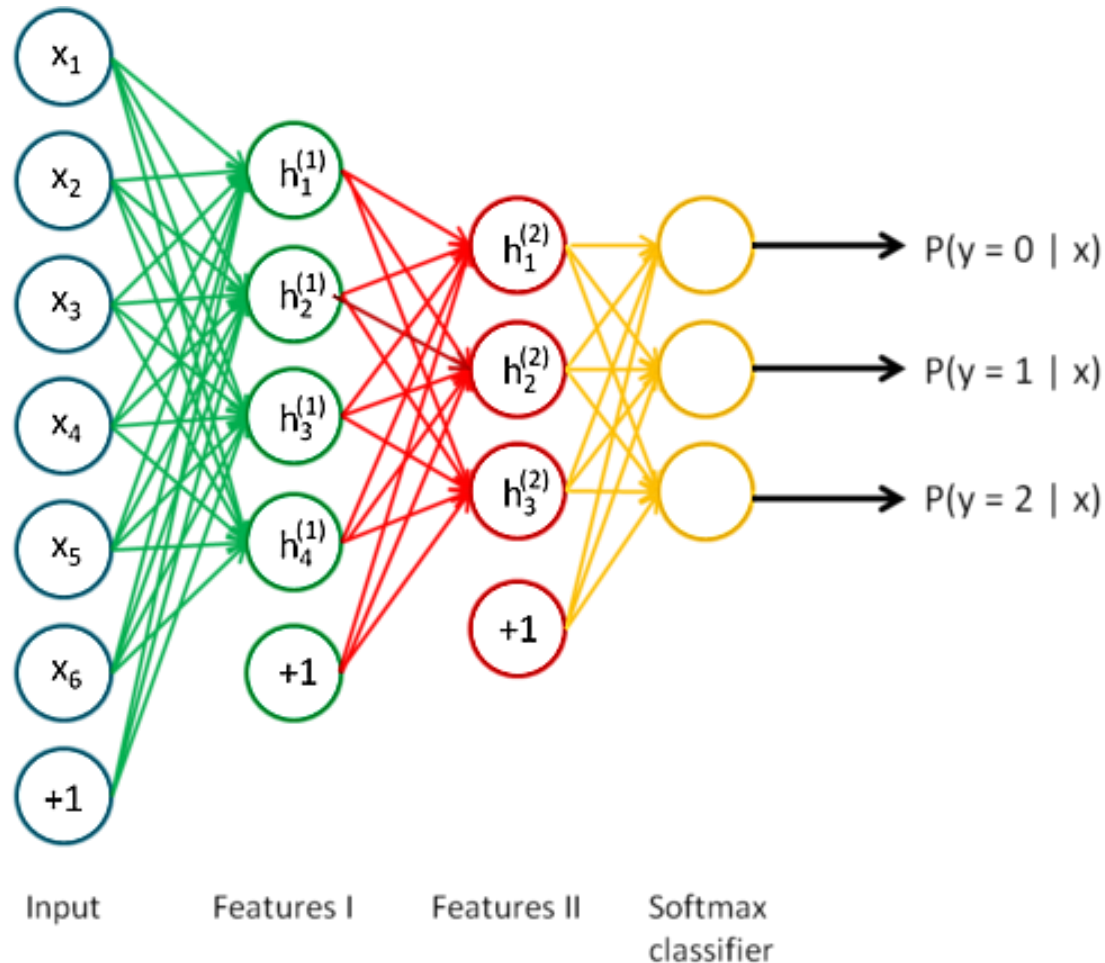 x₁
x₂
x₃
x₄
x₅
x₆
+1
h₁⁽¹⁾
h₂⁽¹⁾
h₃⁽¹⁾
h₄⁽¹⁾
+1
h₁⁽²⁾
h₂⁽²⁾
h₃⁽²⁾
+1
P(y = 0 | x)
P(y = 1 | x)
P(y = 2 | x)
Input
Features I
Features II
Softmax
classifier